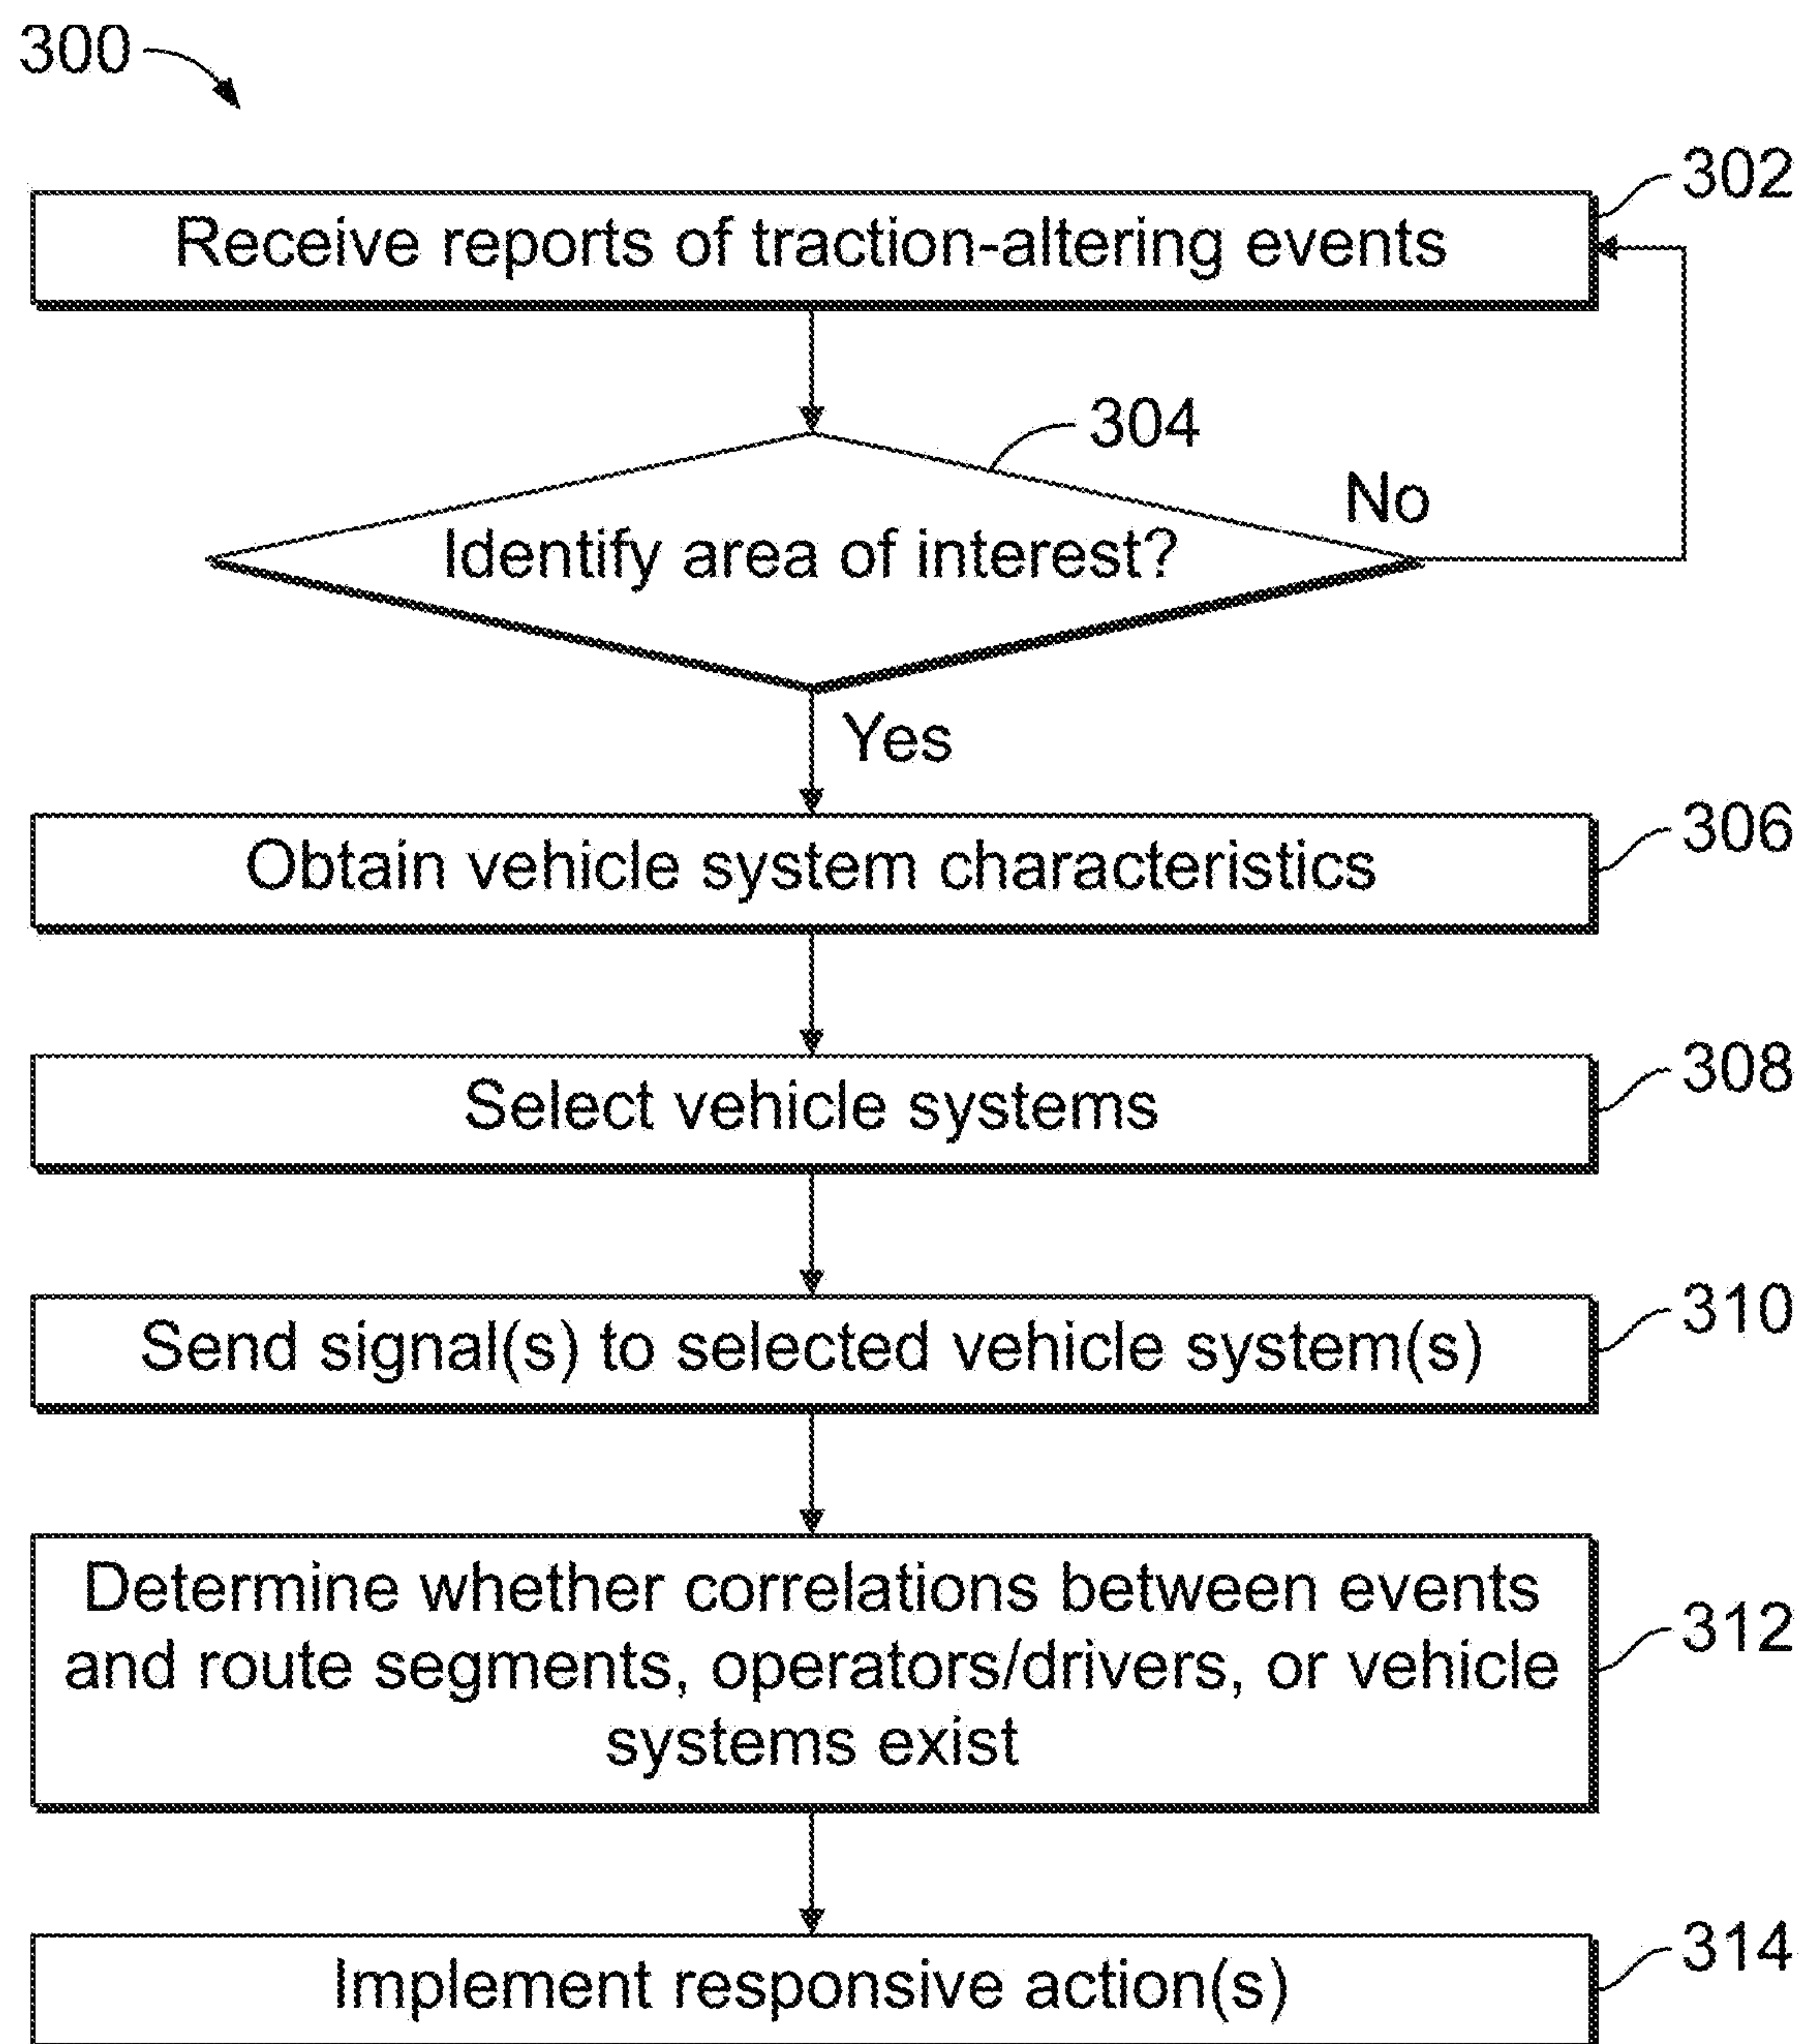 300
302
Receive reports of traction-altering events
304
No
Identify area of interest?
Yes
306
Obtain vehicle system characteristics
308
Select vehicle systems
310
Send signal(s) to selected vehicle system(s)
Determine whether correlations between events
312
and route segments, operators/drivers, or vehicle
systems exist
314
Implement responsive action(s)